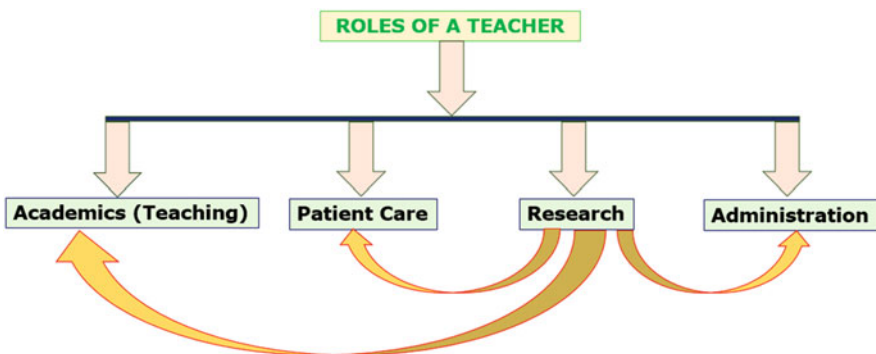 ROLES OF A TEACHER
Academics (Teaching)
Patient Care
Research
Administration